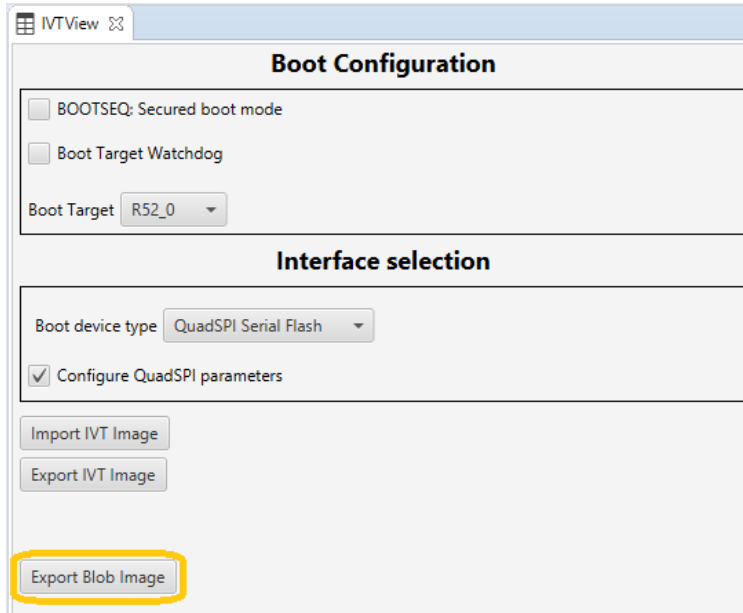 IVTView
Boot Configuration
BOOTSEQ: Secured boot mode
Boot Target Watchdog
Boot Target R52_0
Interface selection
Boot device type QuadSPI Serial Flash
Configure QuadSPI parameters
Import IVT Image
Export IVT Image
Export Blob Image